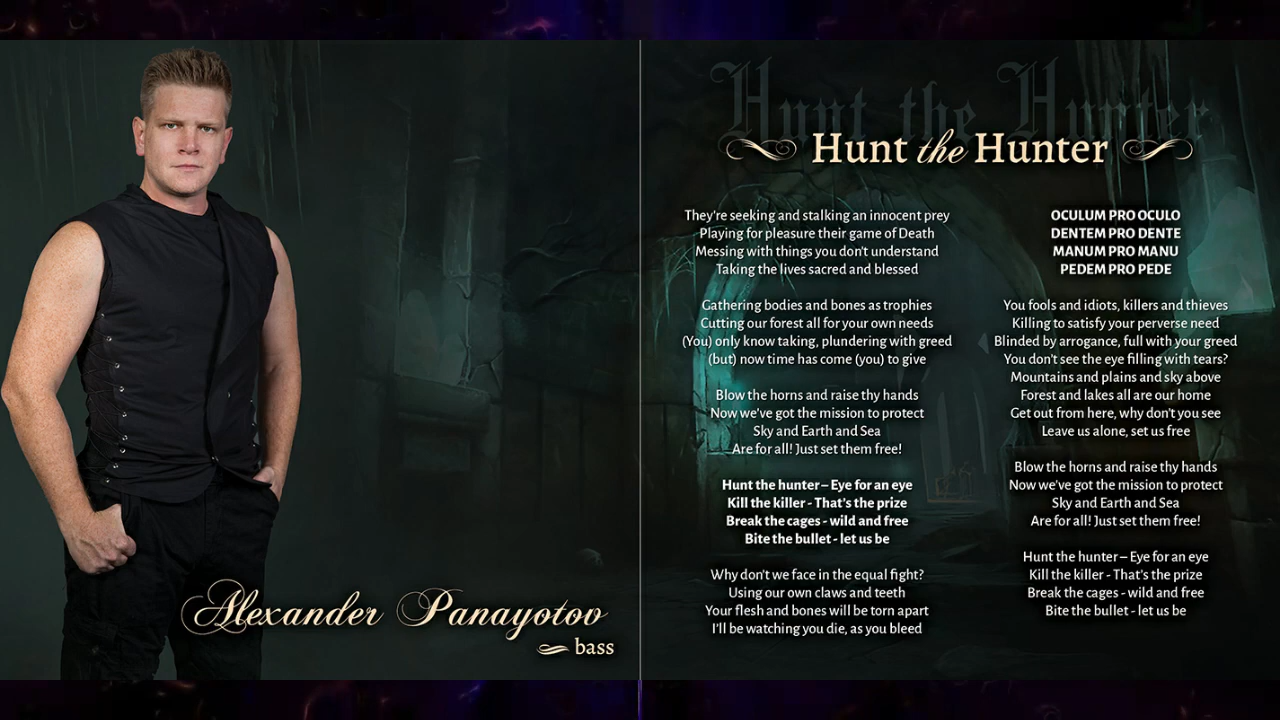 Alexander Panayotov
bass
Hunt the Hunter
Hunt the Hunter
They're seeking and stalking an innocent prey
Playing for pleasure their game of Death
Messing with things you don't understand
Taking the lives sacred and blessed
Gathering bodies and bones as trophies
Cutting our forest all for your own needs
(You) only know taking, plundering with greed
(but) now time has come (you) to give
Blow the horns and raise thy hands
Now we've got the mission to protect
Sky and Earth and Sea
Are for all! Just set them free!
Hunt the hunter – Eye for an eye
Kill the killer - That's the prize
Break the cages - wild and free
Bite the bullet - let us be
Why don't we face in the equal fight?
Using our own claws and teeth
Your flesh and bones will be torn apart
I'll be watching you die, as you bleed
OCULUM PRO OCULO
DENTEM PRO DENTE
MANUM PRO MANU
PEDEM PRO PEDE
You fools and idiots, killers and thieves
Killing to satisfy your perverse need
Blinded by arrogance, full with your greed
You don't see the eye filling with tears?
Mountains and plains and sky above
Forest and lakes all are our home
Get out from here, why don't you see
Leave us alone, set us free
Blow the horns and raise thy hands
Now we've got the mission to protect
Sky and Earth and Sea
Are for all! Just set them free!
Hunt the hunter – Eye for an eye
Kill the killer - That's the prize
Break the cages - wild and free
Bite the bullet - let us be